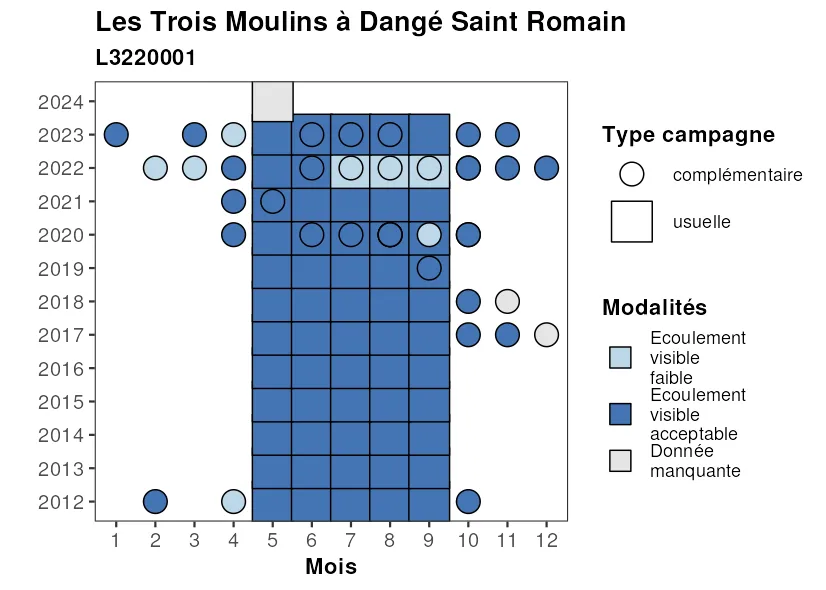 Les Trois Moulins à Dangé Saint Romain
L3220001
2024
2023
2022
2021
2020
2019
2018
2017
2016
2015
2014
2013
2012
1 2 3 4 5 6 7 8 9 10 11 12
Mois
Type campagne
complémentaire
usuelle
Modalités
Ecoulement
visible
faible
Ecoulement
visible
acceptable
Donnée
manquante